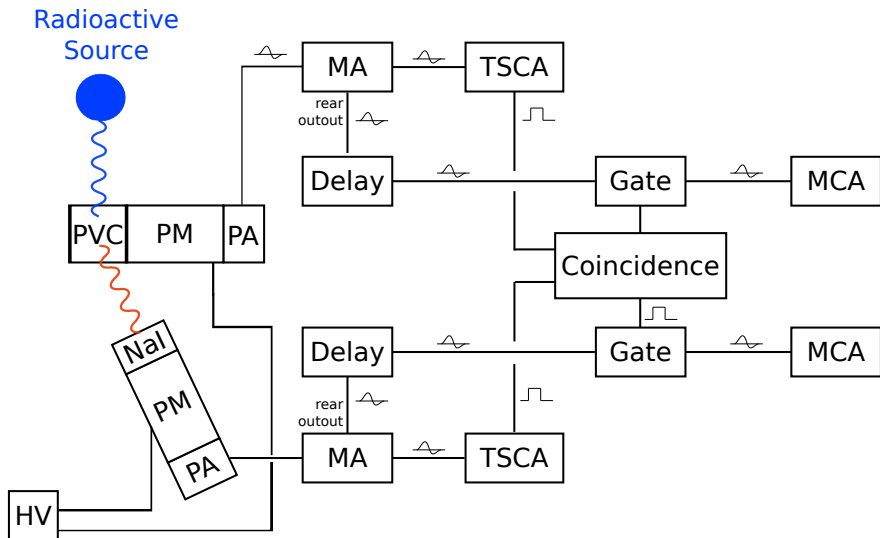 Radioactive
Source
MA
TSCA
rear
outout
Delay
Gate
MCA
PVC
PM
PA
Coincidence
NaI
PM
PA
Delay
Gate
MCA
rear
outout
MA
TSCA
HV